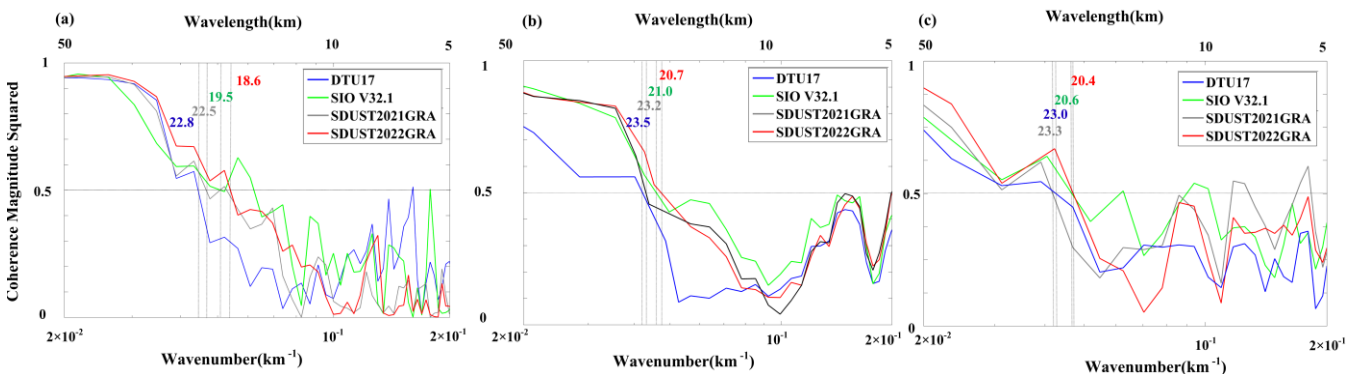 (a)
Wavelength(km)
50
10
5
1
0.5
0
Coherence Magnitude Squared
DTU17
SIO V32.1
SDUST2021GRA
SDUST2022GRA
18.6
19.5
22.5
22.8
2×10⁻²
10⁻¹
2×10⁻¹
Wavenumber(km⁻¹)
(b)
Wavelength(km)
50
10
5
1
0.5
0
DTU17
SIO V32.1
SDUST2021GRA
SDUST2022GRA
20.7
21.0
23.2
23.5
2×10⁻²
10⁻¹
2×10⁻¹
Wavenumber(km⁻¹)
(c)
Wavelength(km)
50
10
5
1
0.5
0
DTU17
SIO V32.1
SDUST2021GRA
SDUST2022GRA
20.4
20.6
23.0
23.3
2×10⁻²
10⁻¹
2×10⁻¹
Wavenumber(km⁻¹)